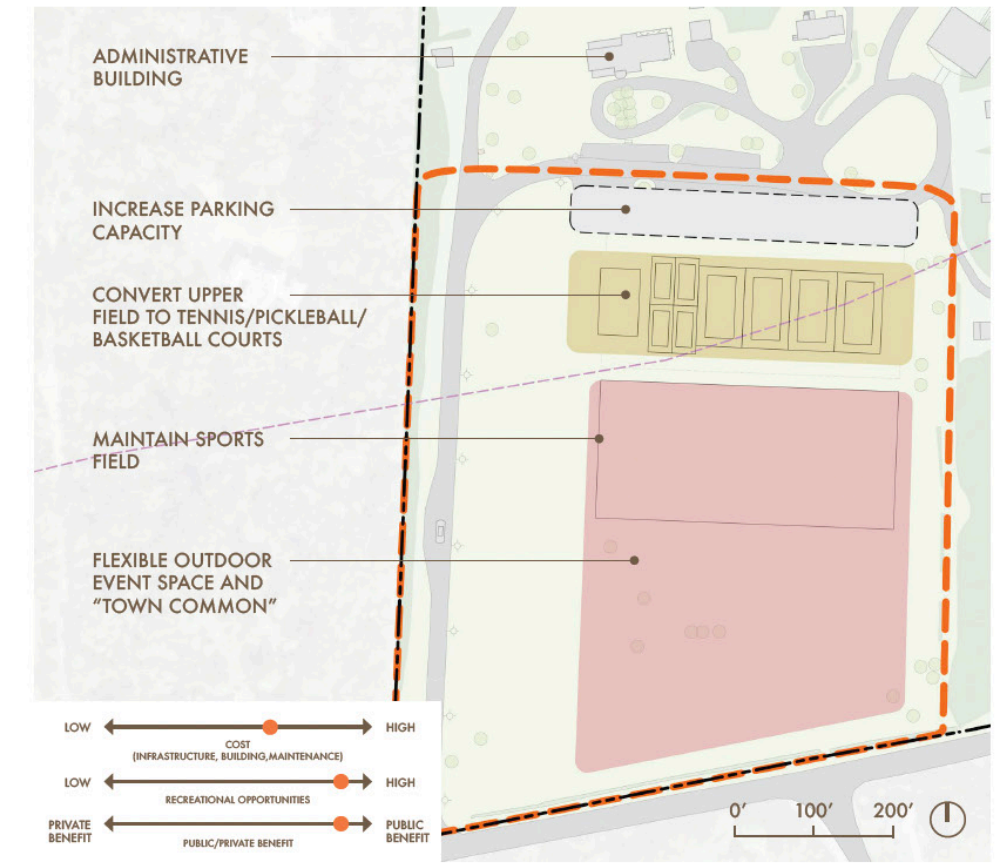 ADMINISTRATIVE
BUILDING
INCREASE PARKING
CAPACITY
CONVERT UPPER
FIELD TO TENNIS/PICKLEBALL/
BASKETBALL COURTS
MAINTAIN SPORTS
FIELD
FLEXIBLE OUTDOOR
EVENT SPACE AND
“TOWN COMMON”
LOW HIGH
COST
(INFRASTRUCTURE, BUILDING,MAINTENANCE)
LOW HIGH
RECREATIONAL OPPORTUNITIES
PRIVATE
BENEFIT
PUBLIC
BENEFIT
PUBLIC/PRIVATE BENEFIT
0’ 100’ 200’